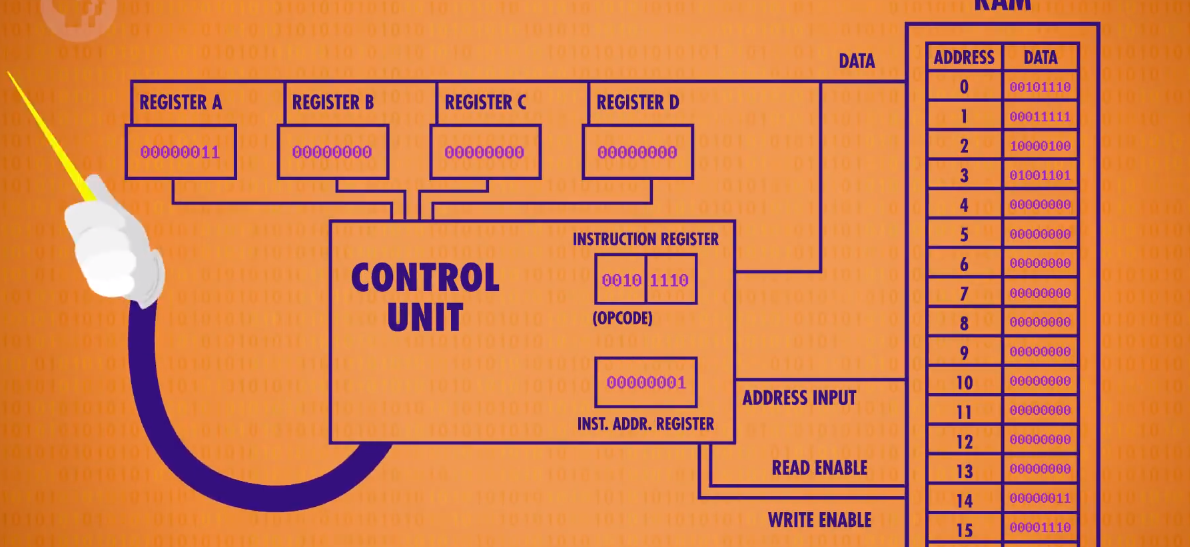 RAM
DATA
REGISTER A
REGISTER B
REGISTER C
REGISTER D
00000011
00000000
00000000
00000000
CONTROL
UNIT
INSTRUCTION REGISTER
0010 1110
(OPCODE)
00000001
INST. ADDR. REGISTER
ADDRESS INPUT
READ ENABLE
WRITE ENABLE
ADDRESS DATA
0 00101110
1 00011111
2 10000100
3 01001101
4 00000000
5 00000000
6 00000000
7 00000000
8 00000000
9 00000000
10 00000000
11 00000000
12 00000000
13 00000000
14 00000011
15 00001110